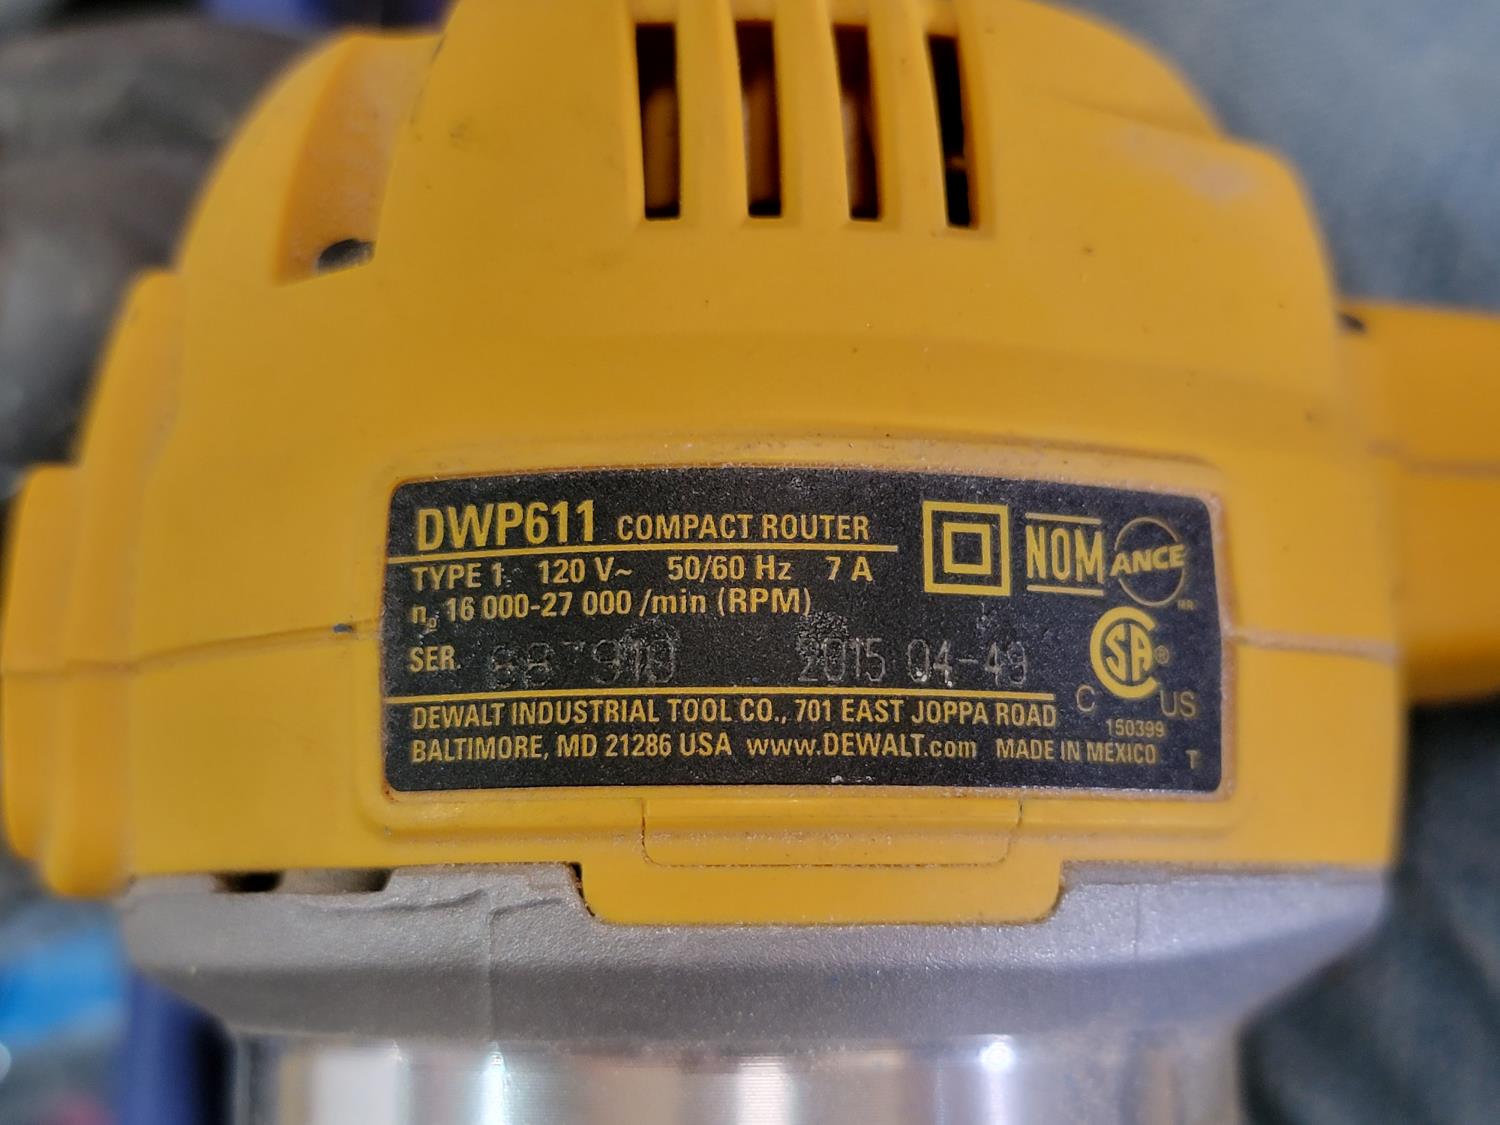 DWP611 COMPACT ROUTER
TYPE 1 120 V~ 50/60 Hz 7 A
n₀ 16 000-27 000 /min (RPM)
SER. 2015 04-49
DEWALT INDUSTRIAL TOOL CO., 701 EAST JOPPA ROAD
BALTIMORE, MD 21286 USA www.DEWALT.com MADE IN MEXICO T
NOM ANCE
MR
C SA® US
150399